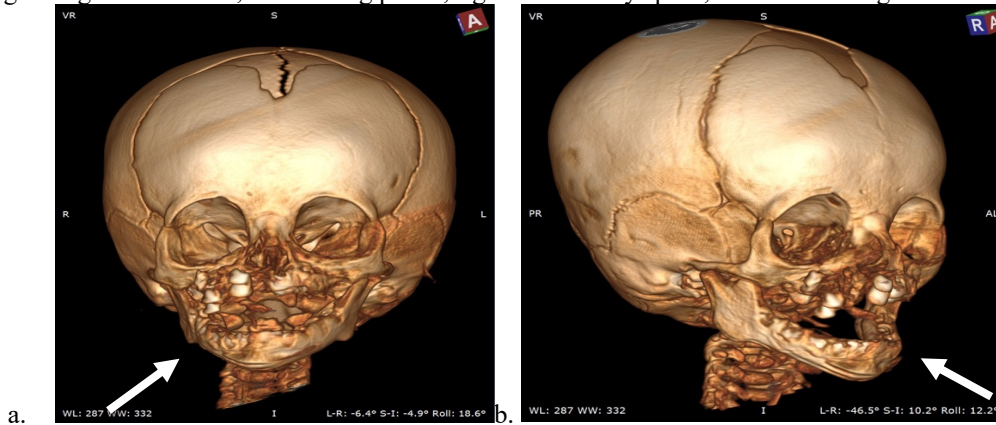 VR S A
R L
WL: 287 WW: 332 I L-R: -6.4° S-I: -4.9° Roll: 18.6°
a.
VR S R A
PR AL
WL: 287 WW: 332 I L-R: -46.5° S-I: 10.2° Roll: 12.2°
b.